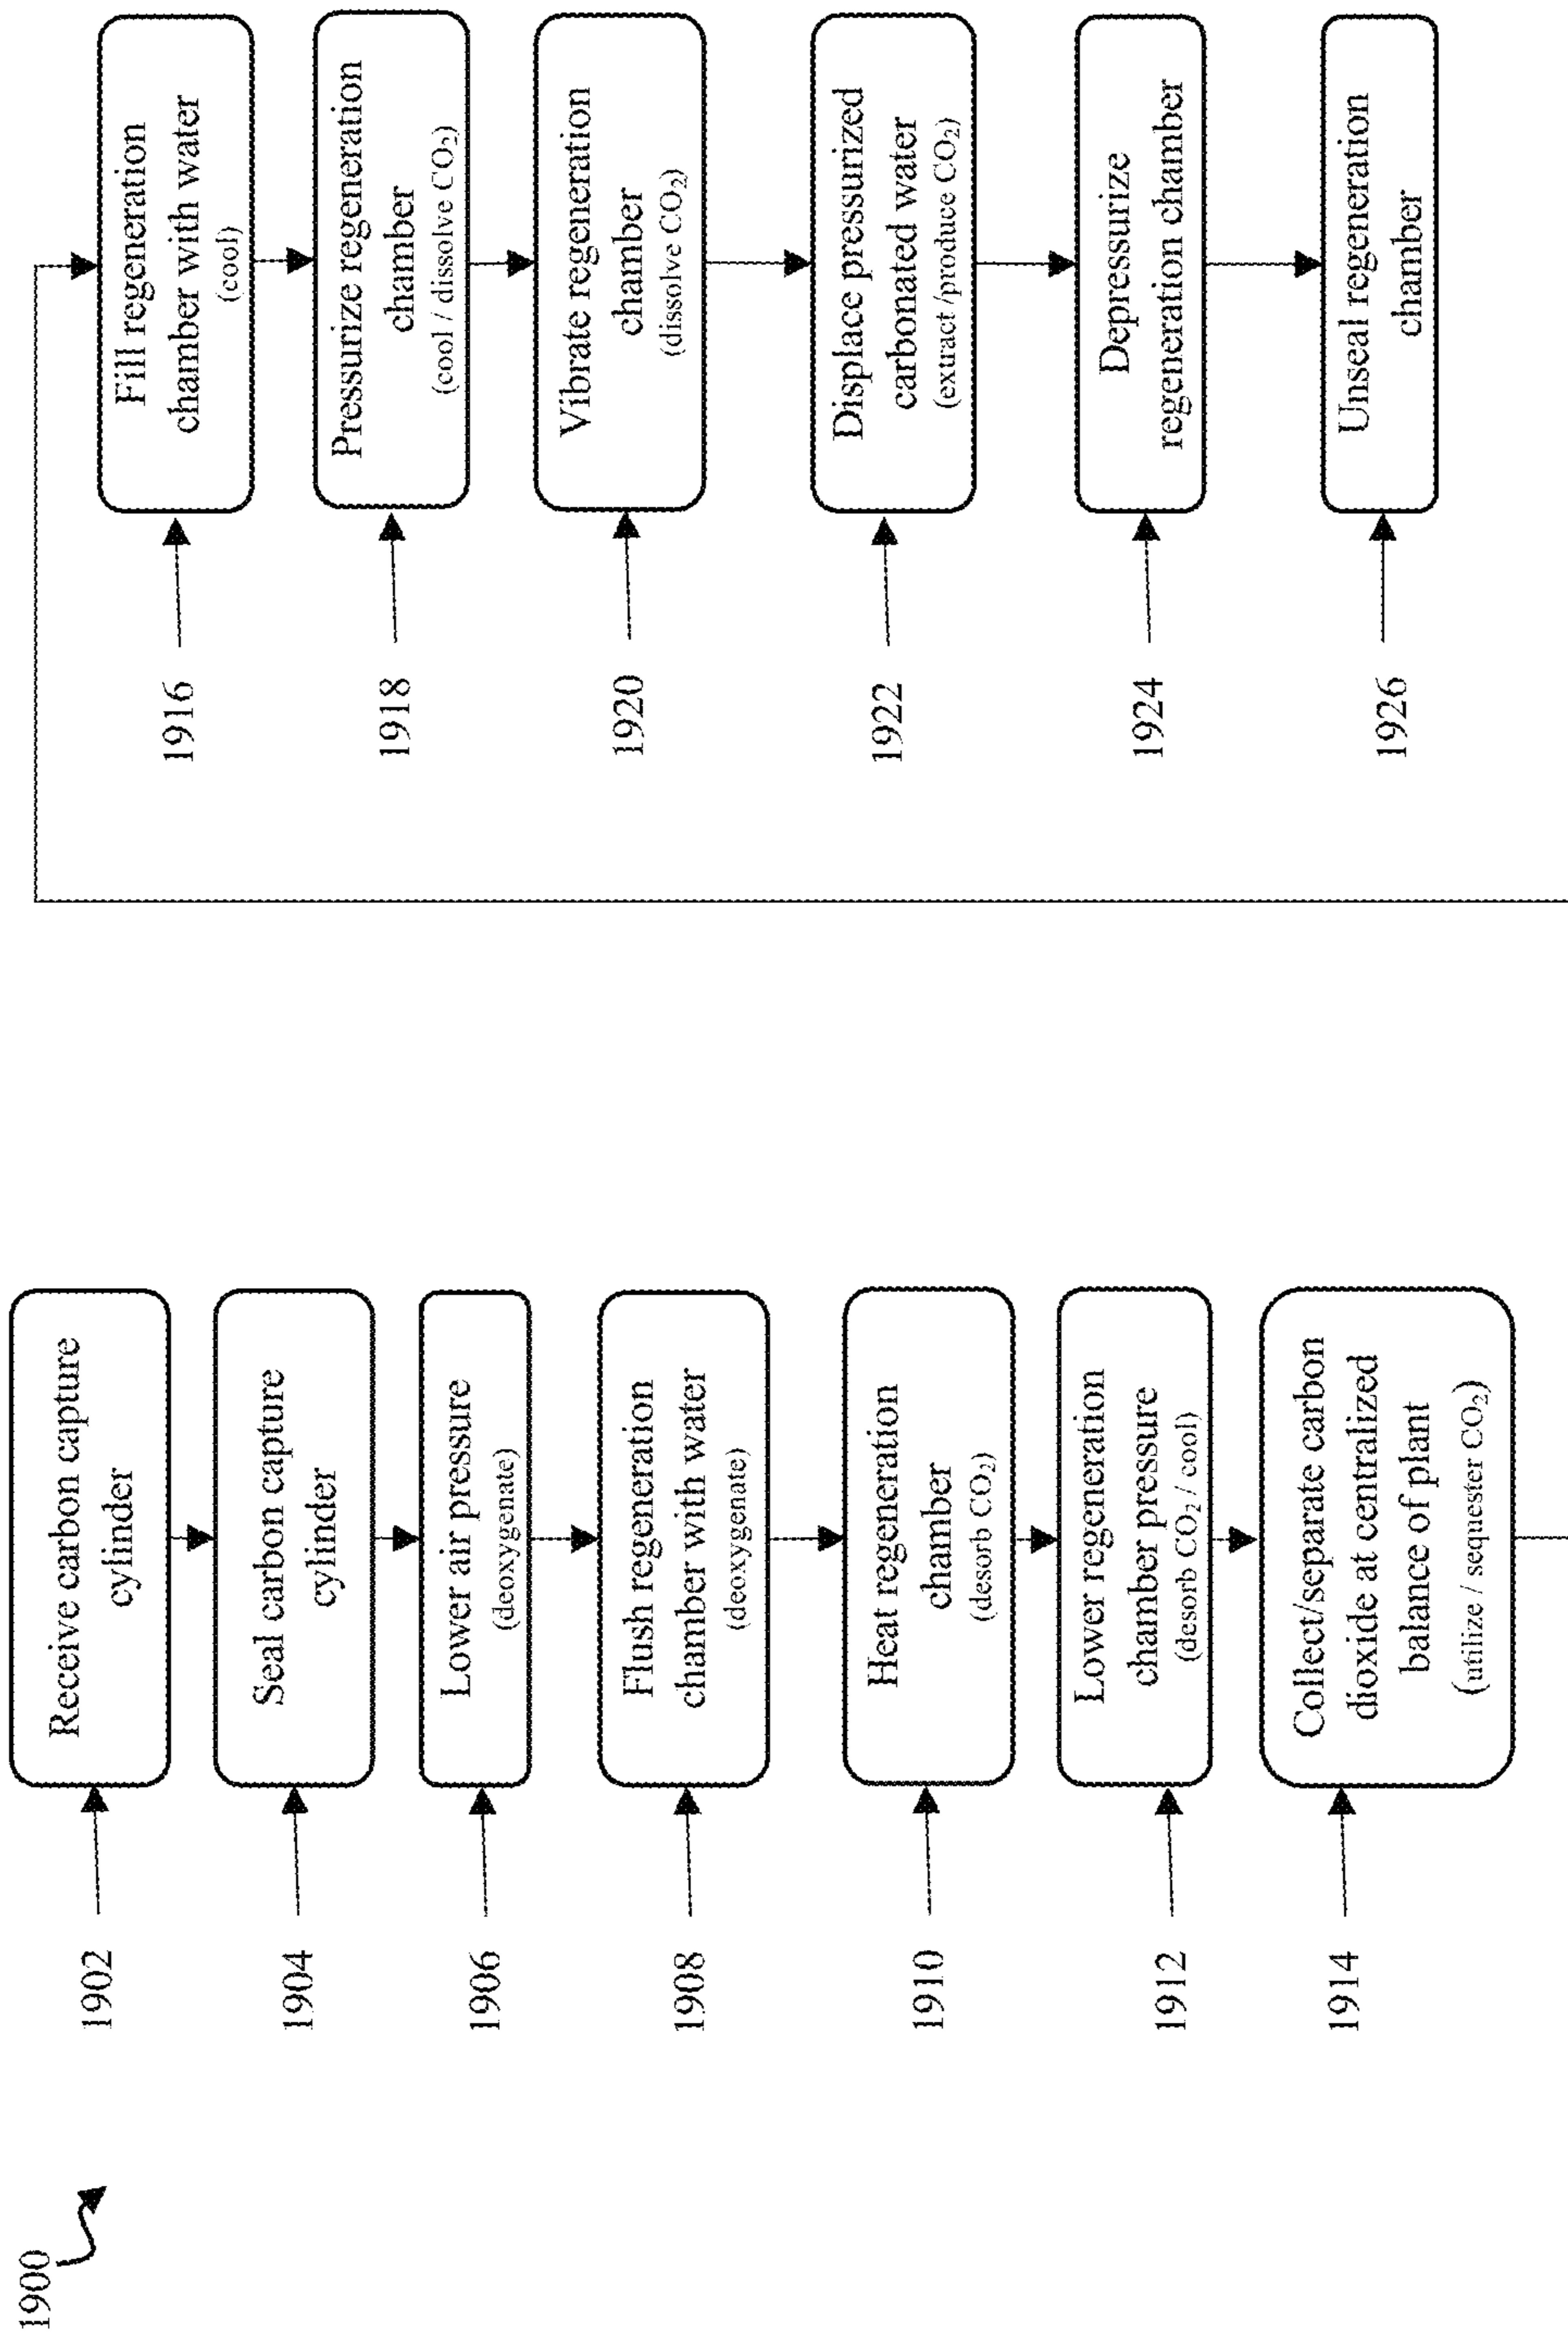 1900
1902
Receive carbon capture
cylinder
1904
Seal carbon capture
cylinder
1906
Lower air pressure
(deoxygenate)
1908
Flush regeneration
chamber with water
(deoxygenate)
1910
Heat regeneration
chamber
(desorb CO₂)
1912
Lower regeneration
chamber pressure
(desorb CO₂ / cool)
1914
Collect/separate carbon
dioxide at centralized
balance of plant
(utilize / sequester CO₂)
1916
Fill regeneration
chamber with water
(cool)
1918
Pressurize regeneration
chamber
(cool / dissolve CO₂)
1920
Vibrate regeneration
chamber
(dissolve CO₂)
1922
Displace pressurized
carbonated water
(extract /produce CO₂)
1924
Depressurize
regeneration chamber
1926
Unseal regeneration
chamber